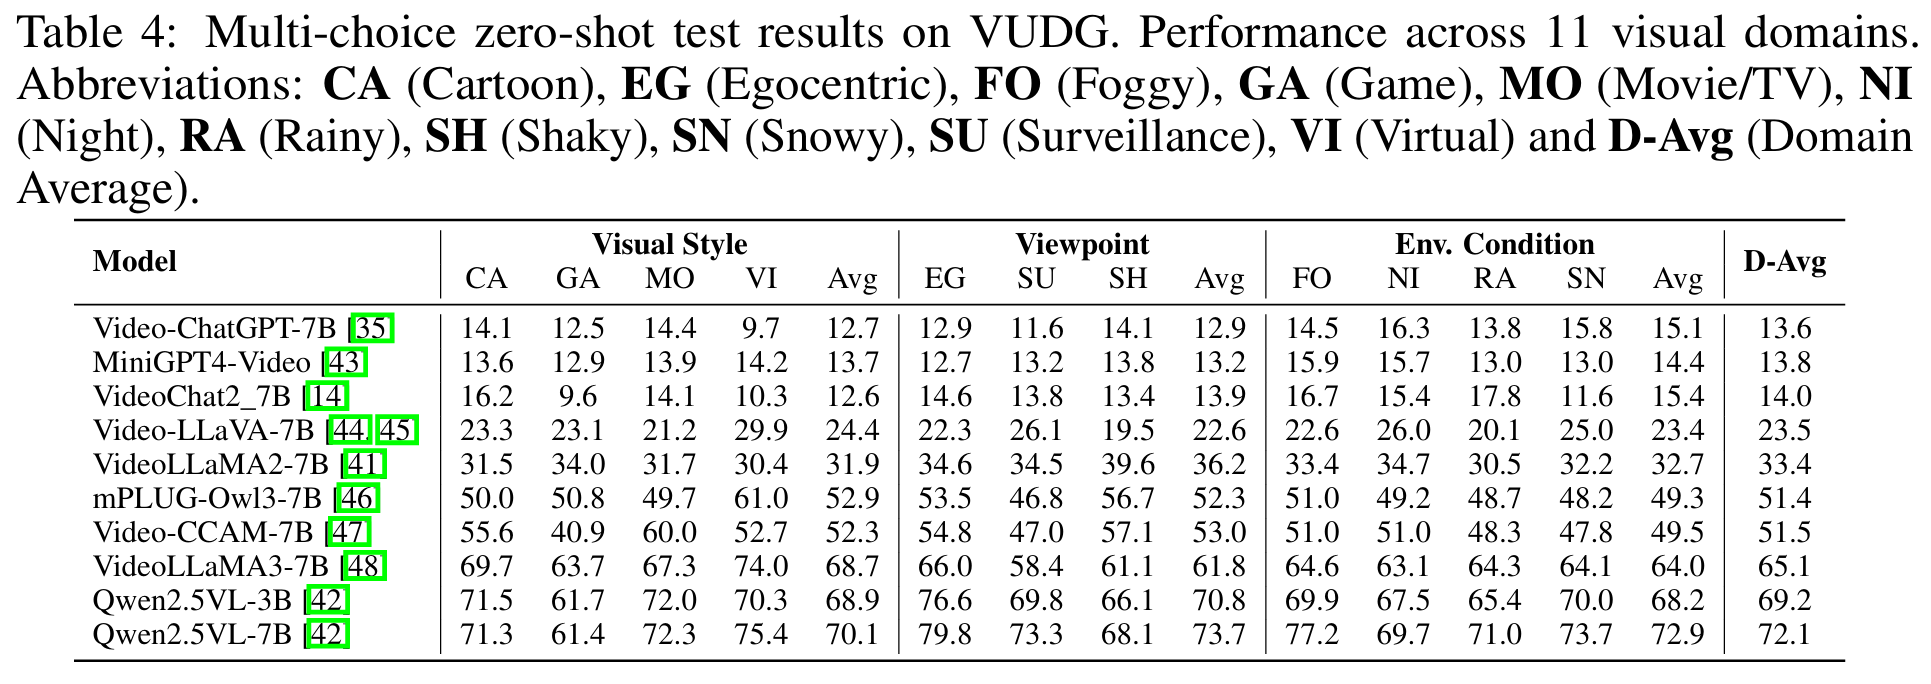 Table 4: Multi-choice zero-shot test results on VUDG. Performance across 11 visual domains.
Abbreviations: CA (Cartoon), EG (Egocentric), FO (Foggy), GA (Game), MO (Movie/TV), NI
(Night), RA (Rainy), SH (Shaky), SN (Snowy), SU (Surveillance), VI (Virtual) and D-Avg (Domain
Average).
Model Visual Style Viewpoint Env. Condition D-Avg
CA GA MO VI Avg EG SU SH Avg FO NI RA SN Avg
Video-ChatGPT-7B [35] 14.1 12.5 14.4 9.7 12.7 12.9 11.6 14.1 12.9 14.5 16.3 13.8 15.8 15.1 13.6
MiniGPT4-Video [43] 13.6 12.9 13.9 14.2 13.7 12.7 13.2 13.8 13.2 15.9 15.7 13.0 13.0 14.4 13.8
VideoChat2_7B [14] 16.2 9.6 14.1 10.3 12.6 14.6 13.8 13.4 13.9 16.7 15.4 17.8 11.6 15.4 14.0
Video-LLaVA-7B [44, 45] 23.3 23.1 21.2 29.9 24.4 22.3 26.1 19.5 22.6 22.6 26.0 20.1 25.0 23.4 23.5
VideoLLaMA2-7B [41] 31.5 34.0 31.7 30.4 31.9 34.6 34.5 39.6 36.2 33.4 34.7 30.5 32.2 32.7 33.4
mPLUG-Owl3-7B [46] 50.0 50.8 49.7 61.0 52.9 53.5 46.8 56.7 52.3 51.0 49.2 48.7 48.2 49.3 51.4
Video-CCAM-7B [47] 55.6 40.9 60.0 52.7 52.3 54.8 47.0 57.1 53.0 51.0 51.0 48.3 47.8 49.5 51.5
VideoLLaMA3-7B [48] 69.7 63.7 67.3 74.0 68.7 66.0 58.4 61.1 61.8 64.6 63.1 64.3 64.1 64.0 65.1
Qwen2.5VL-3B [42] 71.5 61.7 72.0 70.3 68.9 76.6 69.8 66.1 70.8 69.9 67.5 65.4 70.0 68.2 69.2
Qwen2.5VL-7B [42] 71.3 61.4 72.3 75.4 70.1 79.8 73.3 68.1 73.7 77.2 69.7 71.0 73.7 72.9 72.1